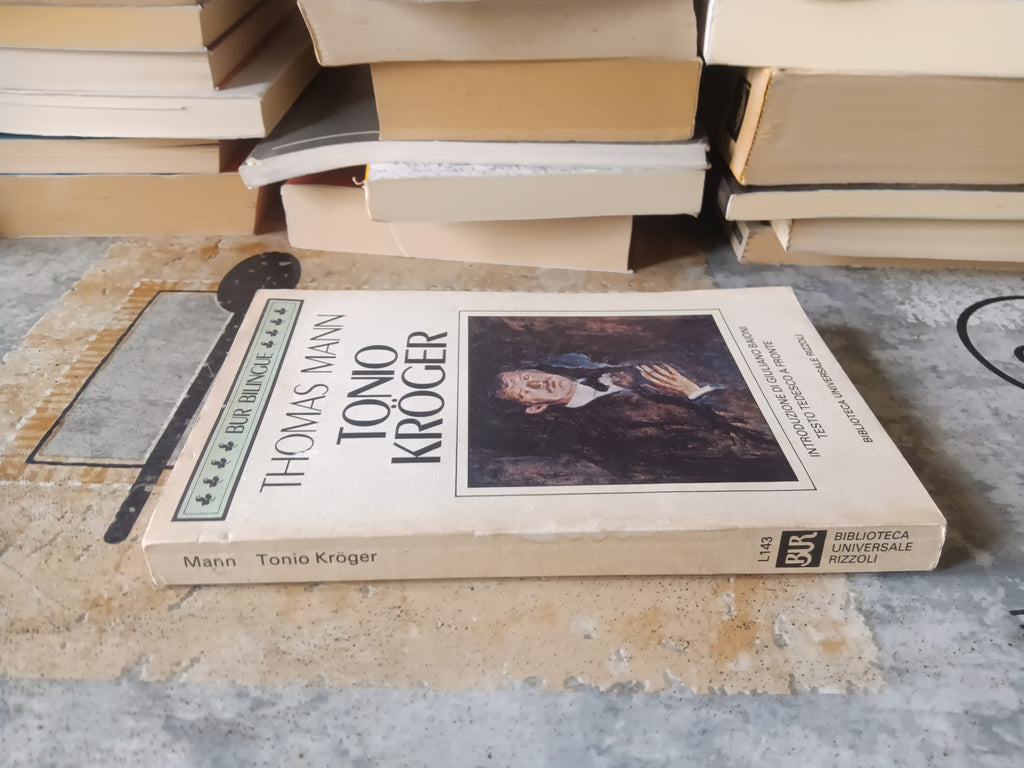 BUR BILINGUE
THOMAS MANN
TONIO
KRÖGER
INTRODUZIONE DI GIULIANO BAIONI
TESTO TEDESCO A FRONTE
BIBLIOTECA UNIVERSALE RIZZOLI
Mann Tonio Kröger
L143
BUR
BIBLIOTECA
UNIVERSALE
RIZZOLI